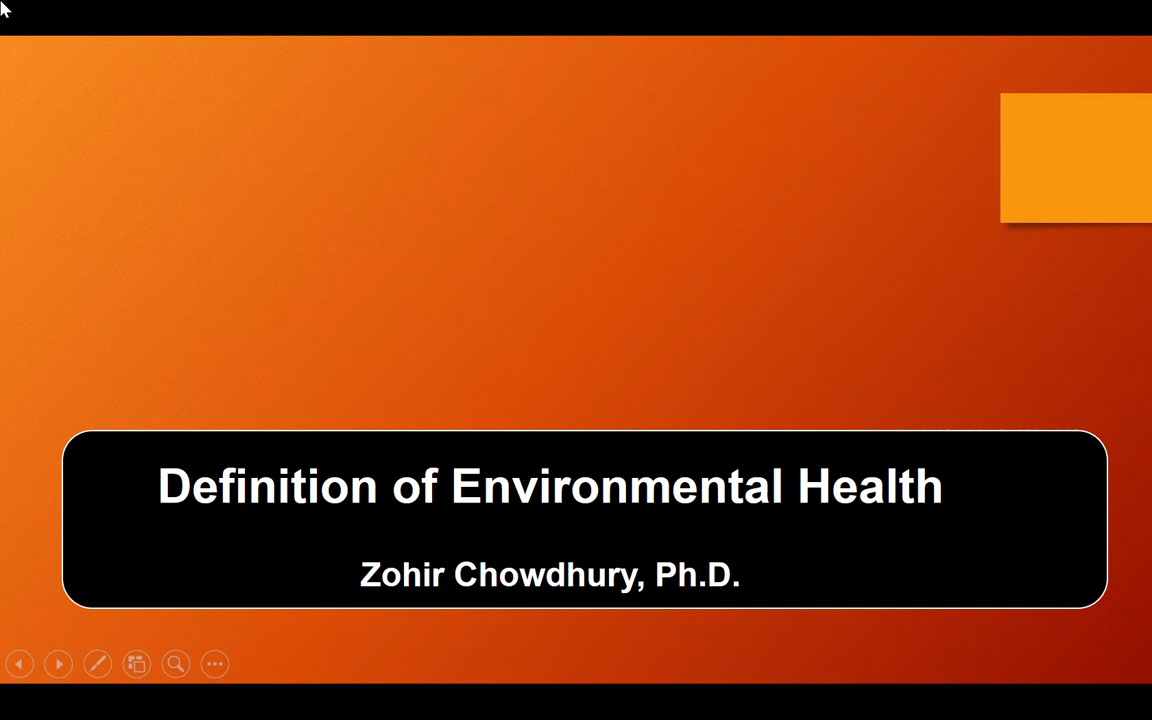 Definition of Environmental Health
Zohir Chowdhury, Ph.D.